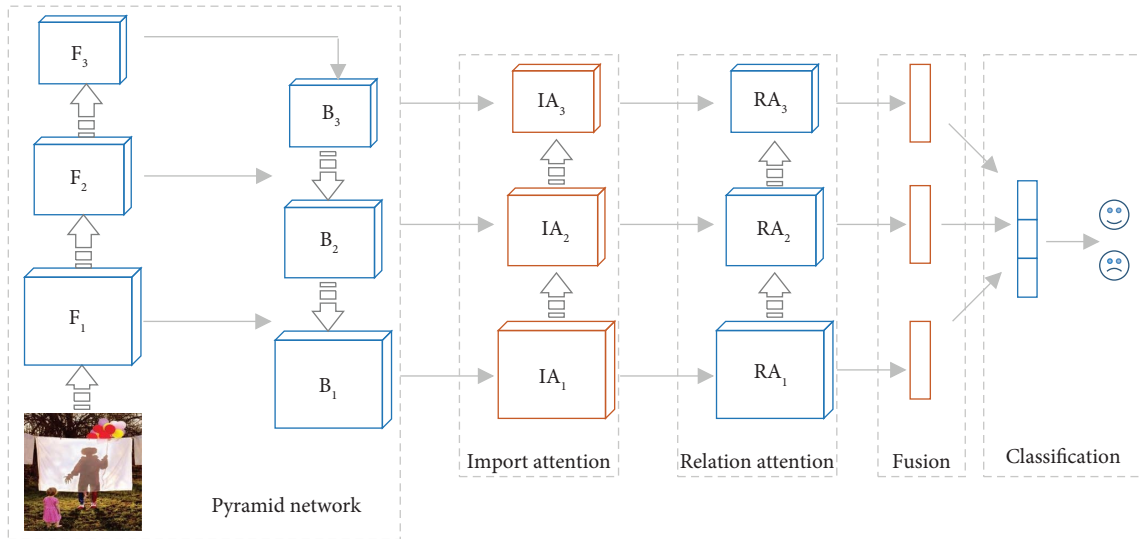 F₃
F₂
F₁
B₃
B₂
B₁
Pyramid network
IA₃
IA₂
IA₁
Import attention
RA₃
RA₂
RA₁
Relation attention
Fusion
Classification